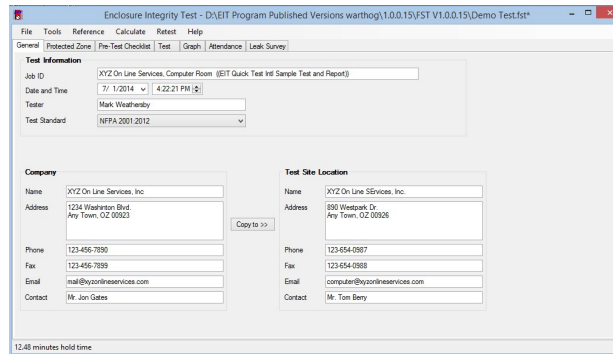 Enclosure Integrity Test - D:\EIT Program Published Versions warthog\1.0.0.15\FST V1.0.0.15\Demo Test.fst*
File Tools Reference Calculate Retest Help
General Protected Zone Pre-Test Checklist Test Graph Attendance Leak Survey
Test Information
Job ID XYZ On Line Services, Computer Room ((EIT Quick Test Intl Sample Test and Report))
Date and Time 7/ 1/2014 4:22:21 PM
Tester Mark Weathersby
Test Standard NFPA 2001:2012
Company
Name XYZ On Line Services, Inc
Address 1234 Washinton Blvd.
Any Town, OZ 00923
Phone 123-456-7890
Fax 123-456-7899
Email mail@xyzonlineservices.com
Contact Mr. Jon Gates
Copy to >>
Test Site Location
Name XYZ On Line SErvices, Inc.
Address 890 Westpark Dr.
Any Town, OZ 00926
Phone 123-654-0987
Fax 123-654-0988
Email computer@xyzonlineservices.com
Contact Mr. Tom Berry
12.48 minutes hold time